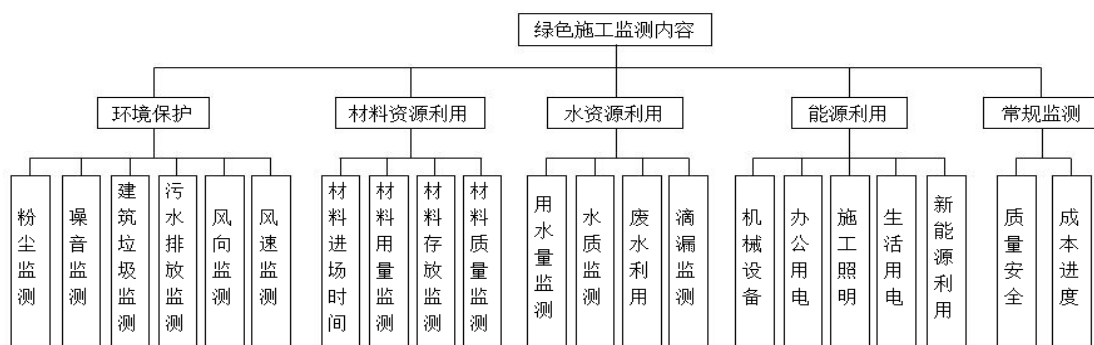 绿色施工监测内容
环境保护
材料资源利用
水资源利用
能源利用
常规监测
粉尘监测
噪音监测
建筑垃圾监测
污水排放监测
风向监测
风速监测
材料进场时间
材料用量监测
材料存放监测
材料质量监测
用水量监测
水质监测
废水利用
滴漏监测
机械设备
办公用电
施工照明
生活用电
新能源利用
质量安全
成本进度